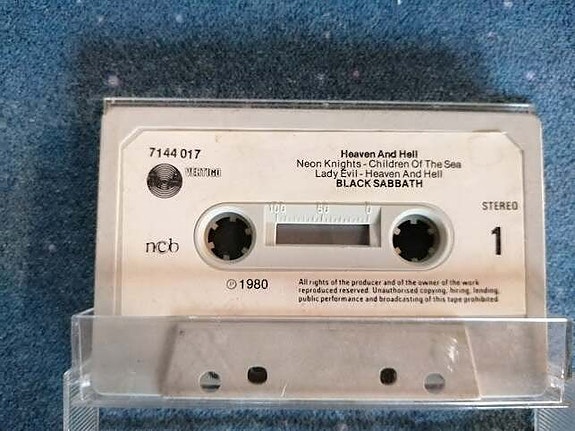 7144 017
VERTIGO
Heaven And Hell
Neon Knights - Children Of The Sea
Lady Evil - Heaven And Hell
BLACK SABBATH
100 50 0
STEREO
1
ncb
℗ 1980
All rights of the producer and of the owner of the work
reproduced reserved. Unauthorised copying, hiring, lending,
public performance and broadcasting of this tape prohibited